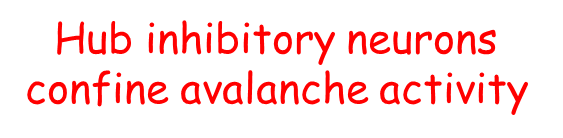 Hub inhibitory neurons
confine avalanche activity